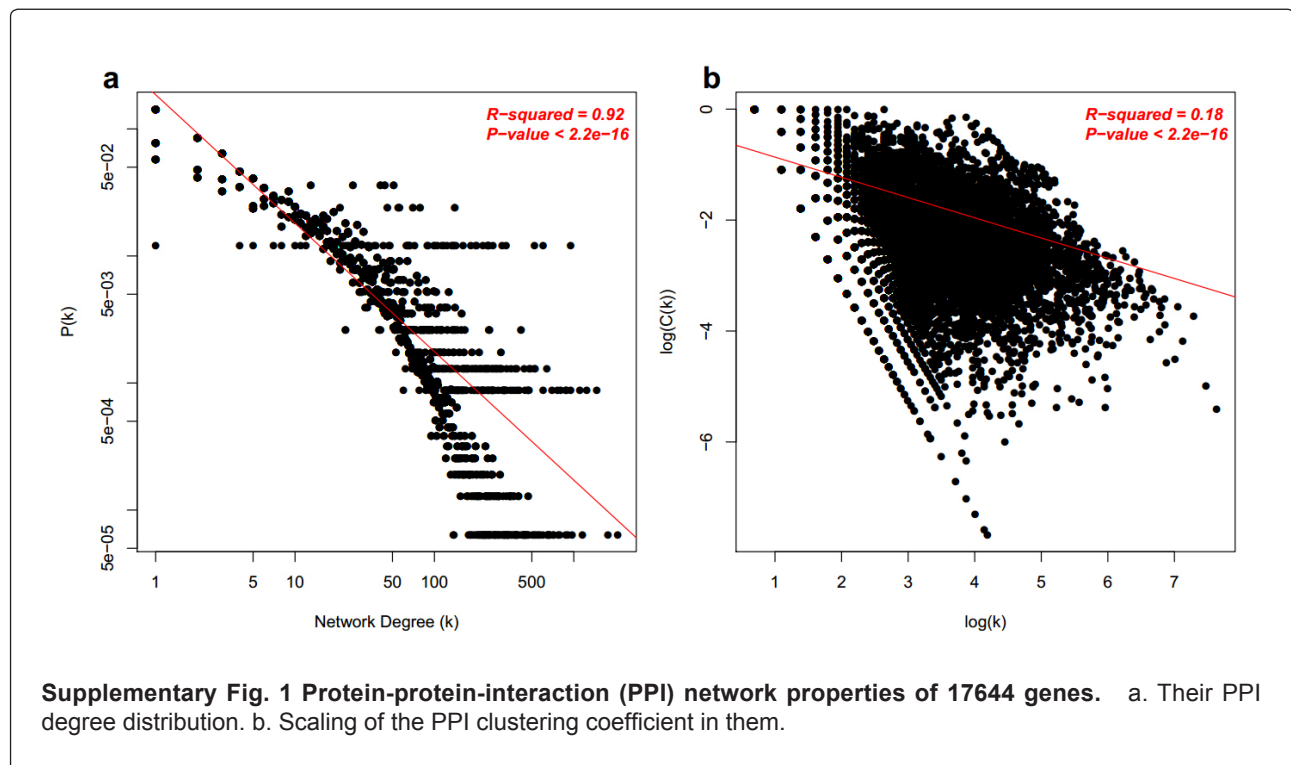 a
R−squared = 0.92
P−value < 2.2e−16
P(k)
5e−02
5e−03
5e−04
5e−05
1
5
10
50
100
500
Network Degree (k)
b
R−squared = 0.18
P−value < 2.2e−16
log(C(k))
0
−2
−4
−6
1
2
3
4
5
6
7
log(k)
Supplementary Fig. 1 Protein-protein-interaction (PPI) network properties of 17644 genes. a. Their PPI
degree distribution. b. Scaling of the PPI clustering coefficient in them.